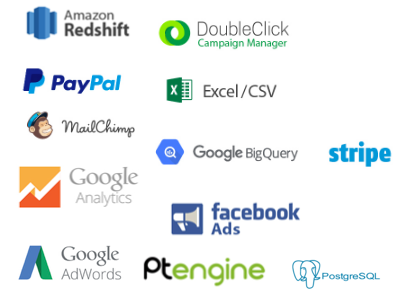 Amazon
Redshift
DoubleClick
Campaign Manager
PayPal
Excel/CSV
MailChimp
Google BigQuery
stripe
Google
Analytics
facebook
Ads
Google
AdWords
Ptengine
PostgreSQL